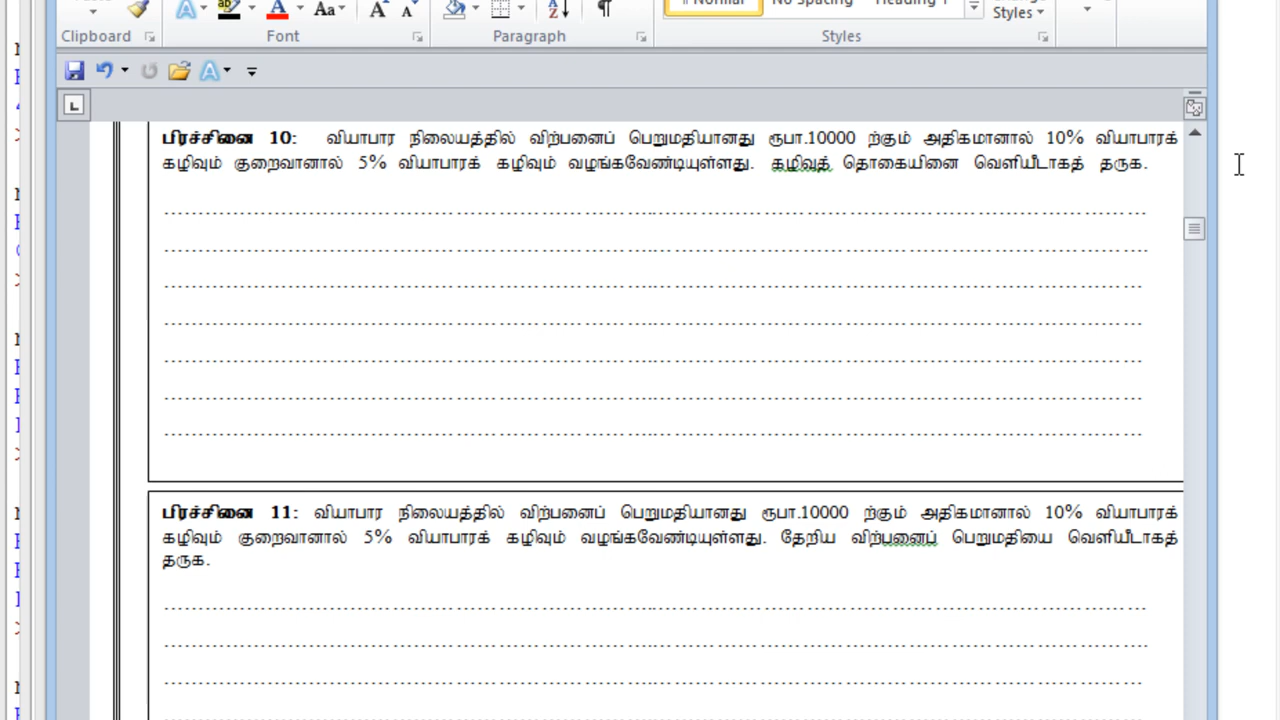 Clipboard
Font
Paragraph
Styles
Aa
No Spacing
Styles
பிரச்சினை 10: வியாபார நிலையத்தில் விற்பனைப் பெறுமதியானது ரூபா.10000 ற்கும் அதிகமானால் 10% வியாபாரக்
கழிவும் குறைவானால் 5% வியாபாரக் கழிவும் வழங்கவேண்டியுள்ளது. கழிவுத் தொகையினை வெளியீடாகத் தருக.
பிரச்சினை 11: வியாபார நிலையத்தில் விற்பனைப் பெறுமதியானது ரூபா.10000 ற்கும் அதிகமானால் 10% வியாபாரக்
கழிவும் குறைவானால் 5% வியாபாரக் கழிவும் வழங்கவேண்டியுள்ளது. தேறிய விற்பனைப் பெறுமதியை வெளியீடாகத்
தருக.